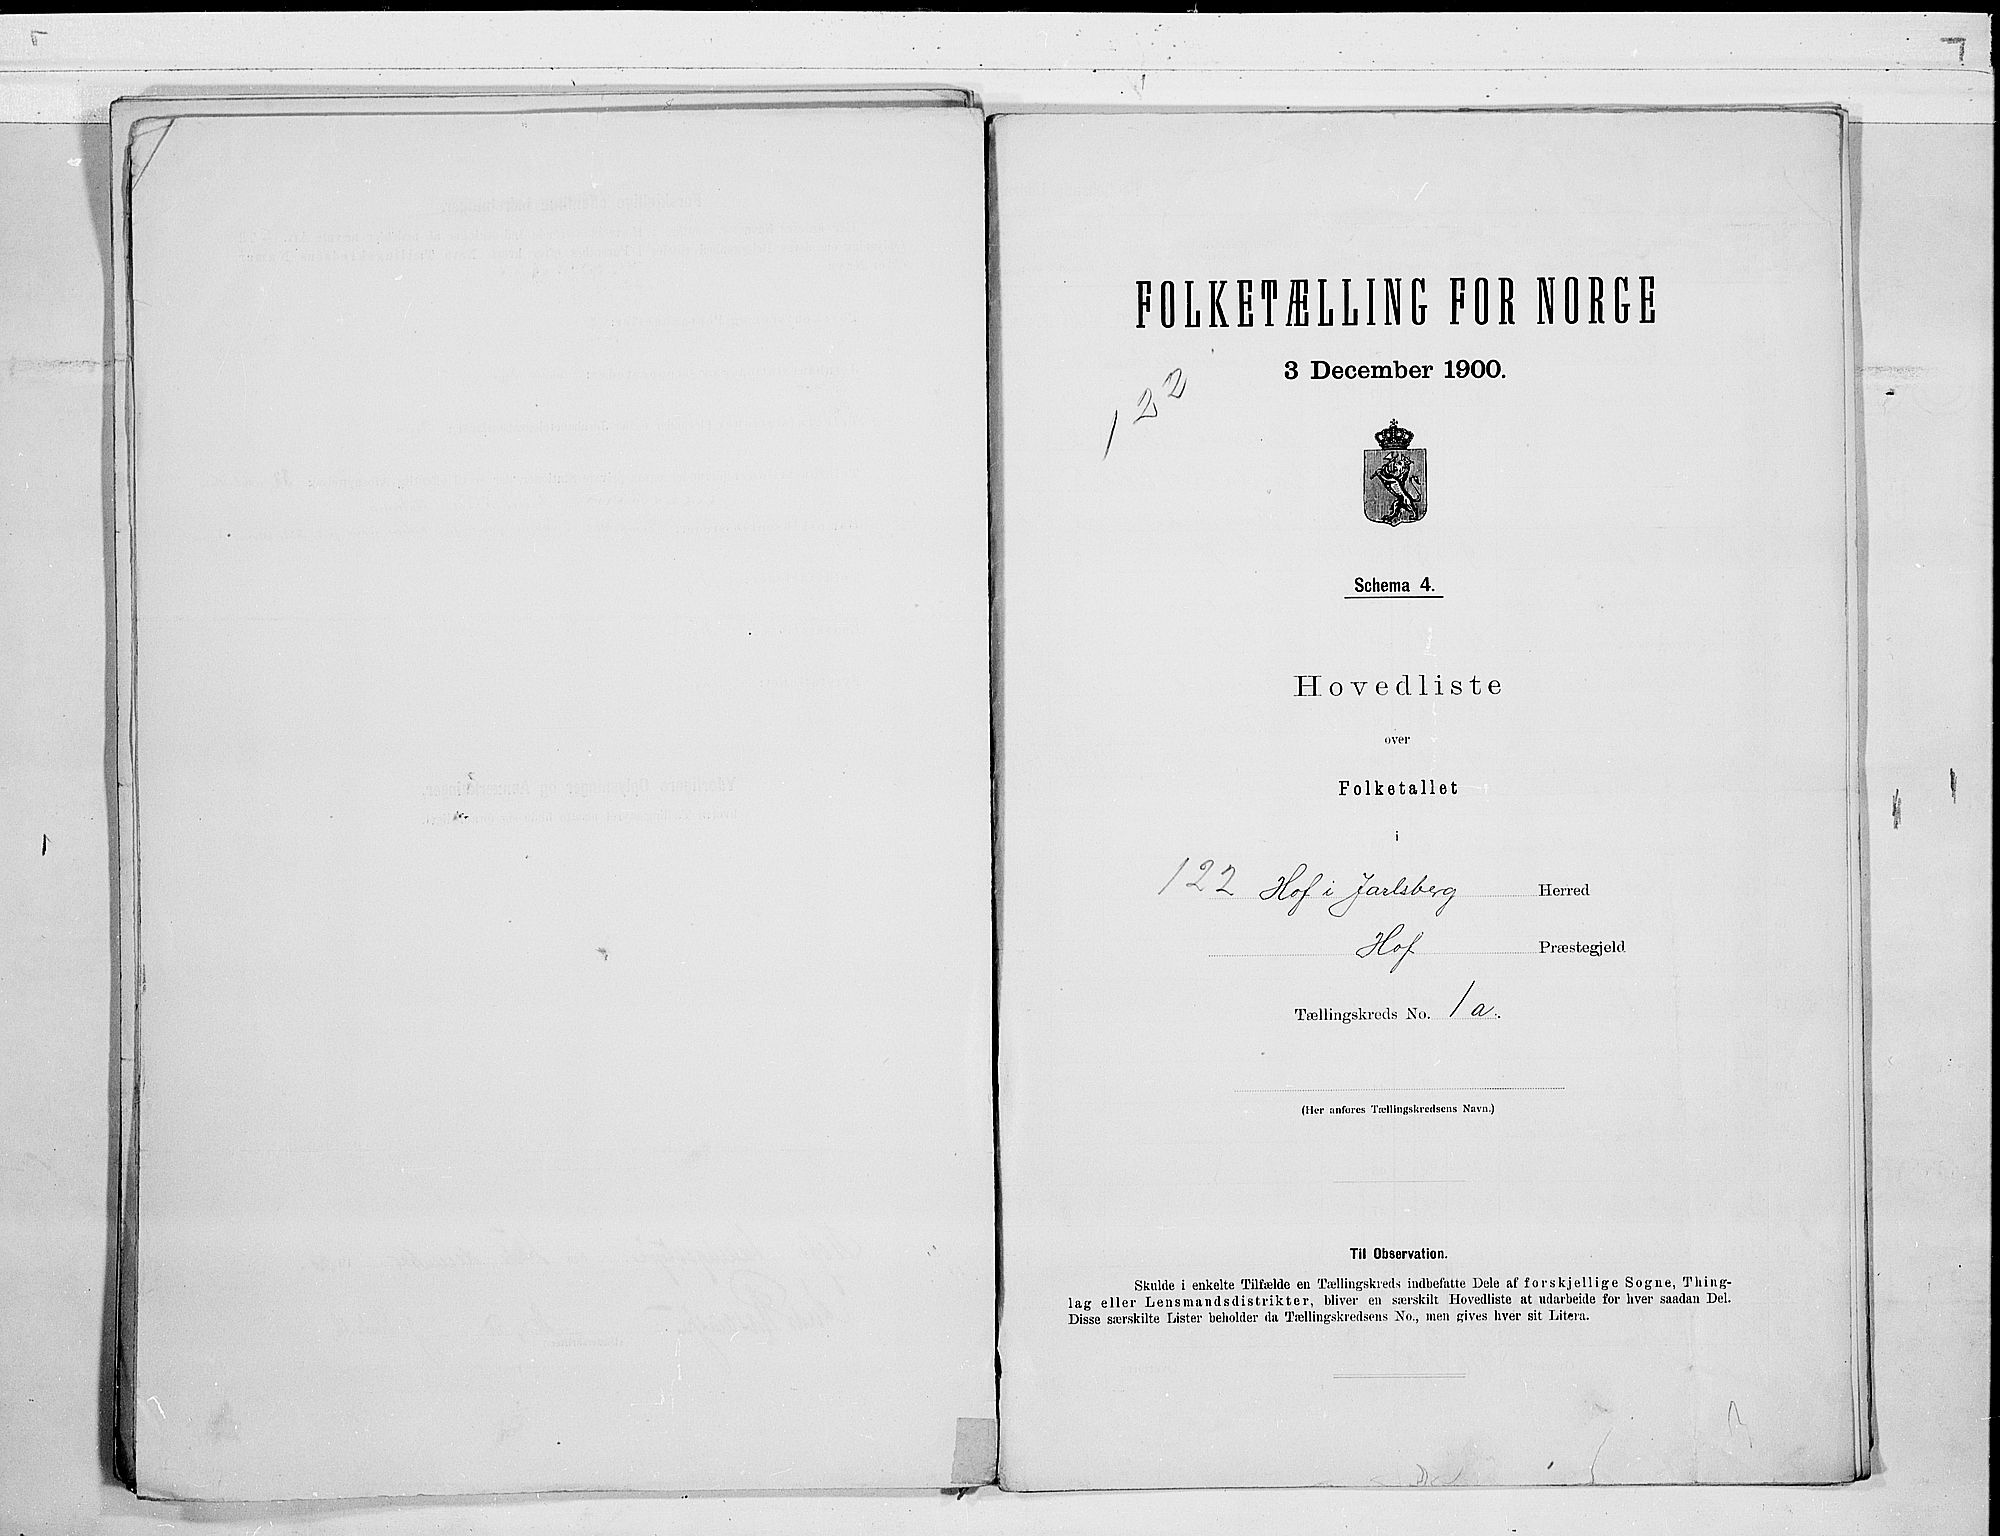 FOLKETÆLLING FOR NORGE
3 December 1900.
122
Schema 4.
Hovedliste
over
Folketallet
i
122 Hof i Jarlsberg Herred
Hof Præstegjeld
Tællingskreds No. 1a.
(Her anføres Tællingskredsens Navn.)
Til Observation.
Skulde i enkelte Tilfælde en Tællingskreds indbefatte Dele af forskjellige Sogne, Thing-
lag eller Lensmandsdistrikter, bliver en særskilt Hovedliste at udarbeide for hver saadan Del.
Disse særskilte Lister beholder da Tællingskredsens No., men gives hver sit Litera.